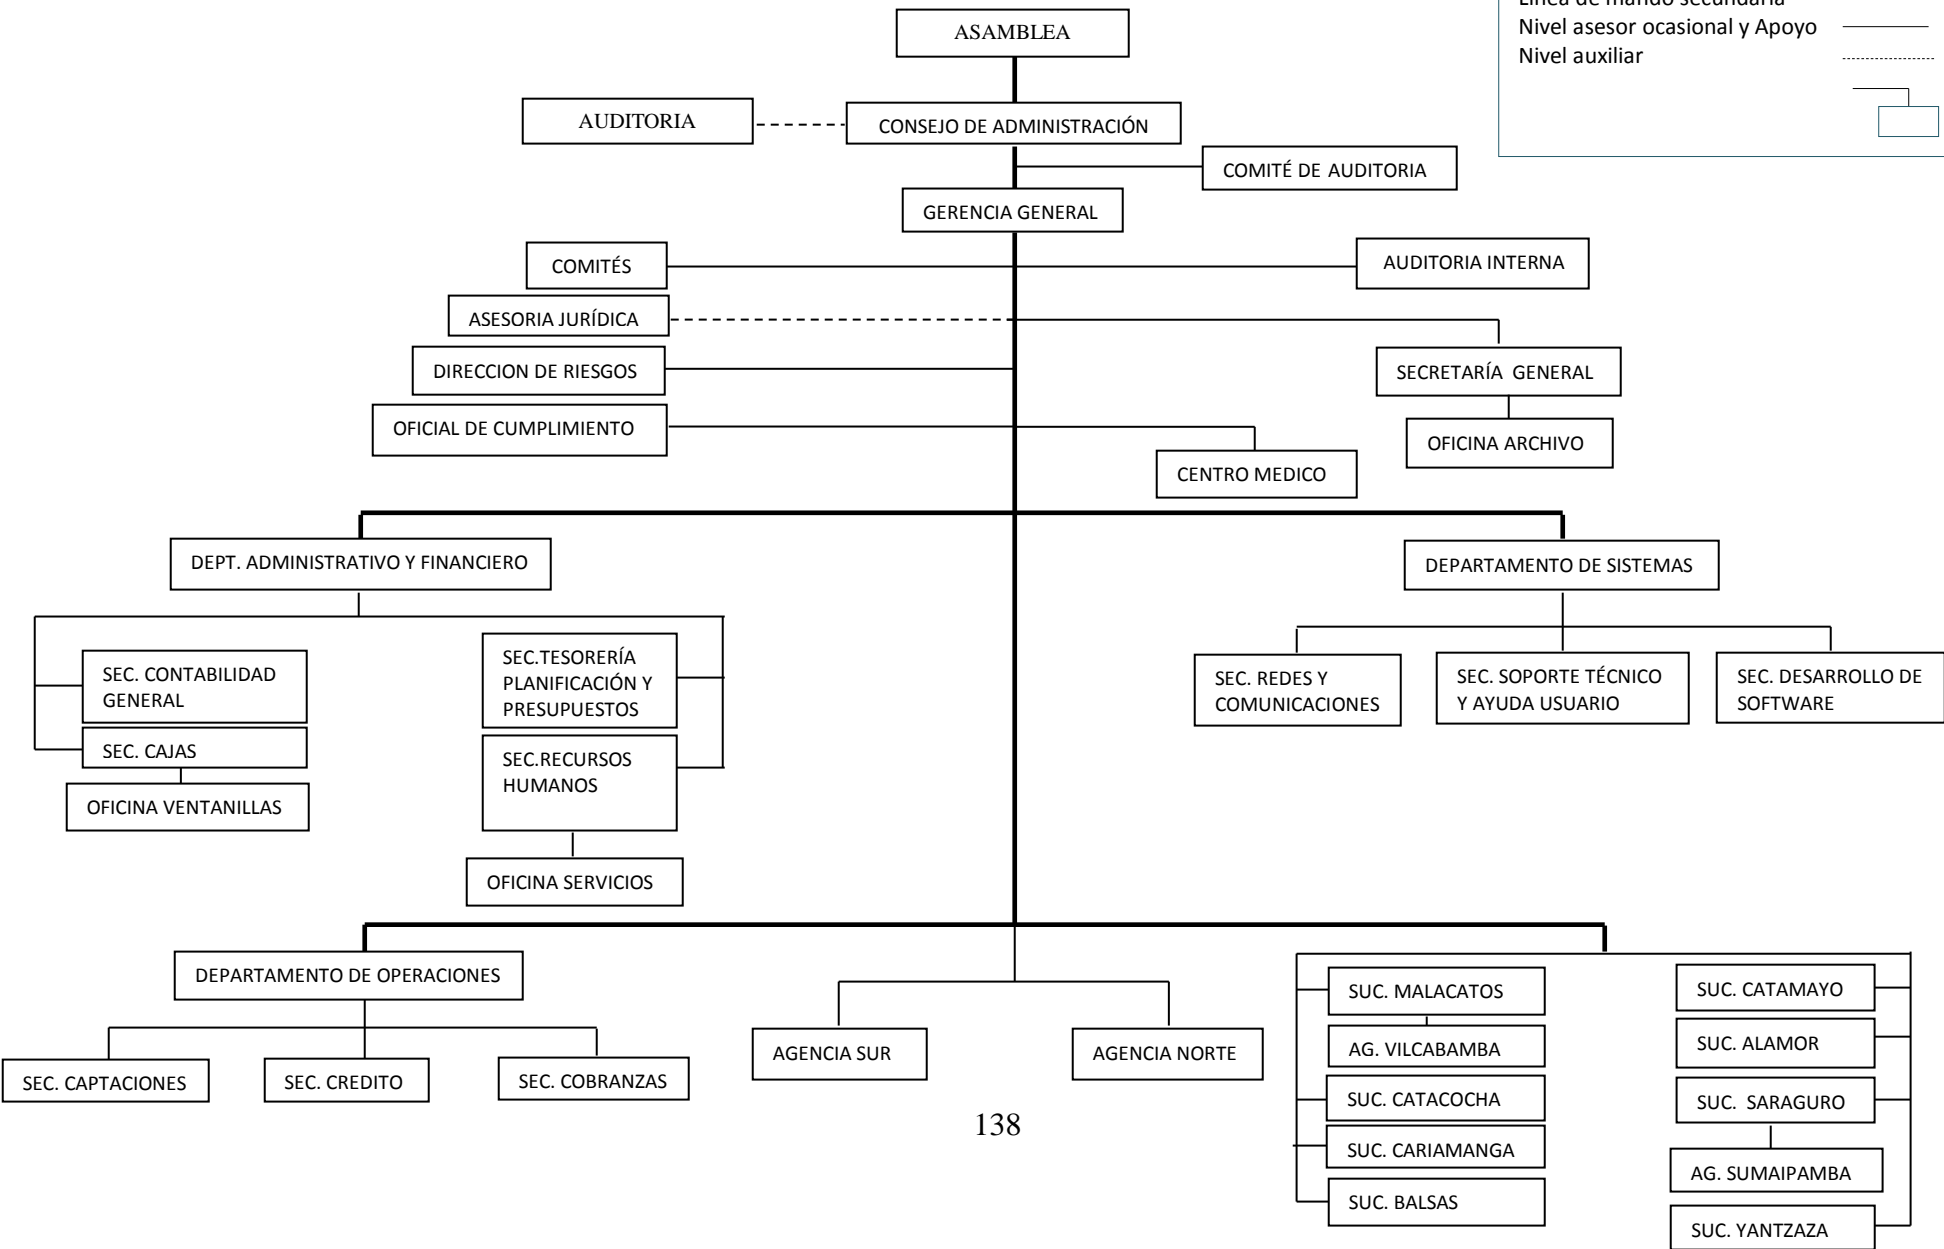 Línea de mando secundaria
Nivel asesor ocasional y Apoyo
Nivel auxiliar
ASAMBLEA
AUDITORIA
CONSEJO DE ADMINISTRACIÓN
COMITÉ DE AUDITORIA
GERENCIA GENERAL
COMITÉS
AUDITORIA INTERNA
ASESORIA JURÍDICA
DIRECCION DE RIESGOS
SECRETARÍA GENERAL
OFICIAL DE CUMPLIMIENTO
OFICINA ARCHIVO
CENTRO MEDICO
DEPT. ADMINISTRATIVO Y FINANCIERO
DEPARTAMENTO DE SISTEMAS
SEC. CONTABILIDAD
GENERAL
SEC. CAJAS
OFICINA VENTANILLAS
SEC.TESORERÍA
PLANIFICACIÓN Y
PRESUPUESTOS
SEC.RECURSOS
HUMANOS
OFICINA SERVICIOS
SEC. REDES Y
COMUNICACIONES
SEC. SOPORTE TÉCNICO
Y AYUDA USUARIO
SEC. DESARROLLO DE
SOFTWARE
DEPARTAMENTO DE OPERACIONES
SEC. CAPTACIONES
SEC. CREDITO
SEC. COBRANZAS
AGENCIA SUR
AGENCIA NORTE
SUC. MALACATOS
AG. VILCABAMBA
SUC. CATACOCHA
SUC. CARIAMANGA
SUC. BALSAS
SUC. CATAMAYO
SUC. ALAMOR
SUC. SARAGURO
AG. SUMAIPAMBA
SUC. YANTZAZA
138